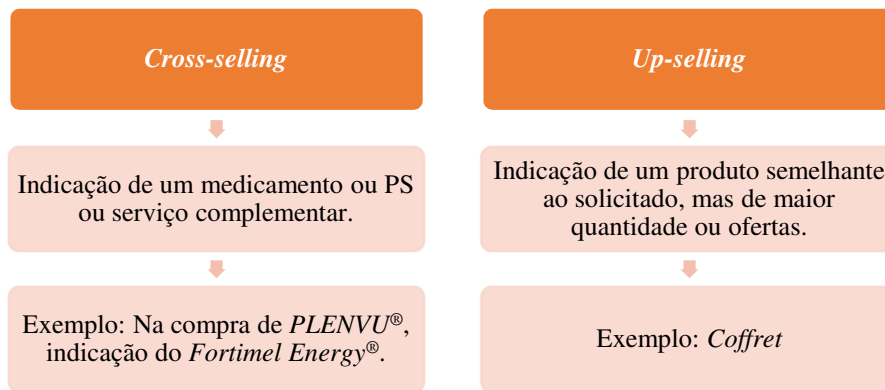 Cross-selling
Indicação de um medicamento ou PS
ou serviço complementar.
Exemplo: Na compra de PLENVU®,
indicação do Fortimel Energy®.
Up-selling
Indicação de um produto semelhante
ao solicitado, mas de maior
quantidade ou ofertas.
Exemplo: Coffret